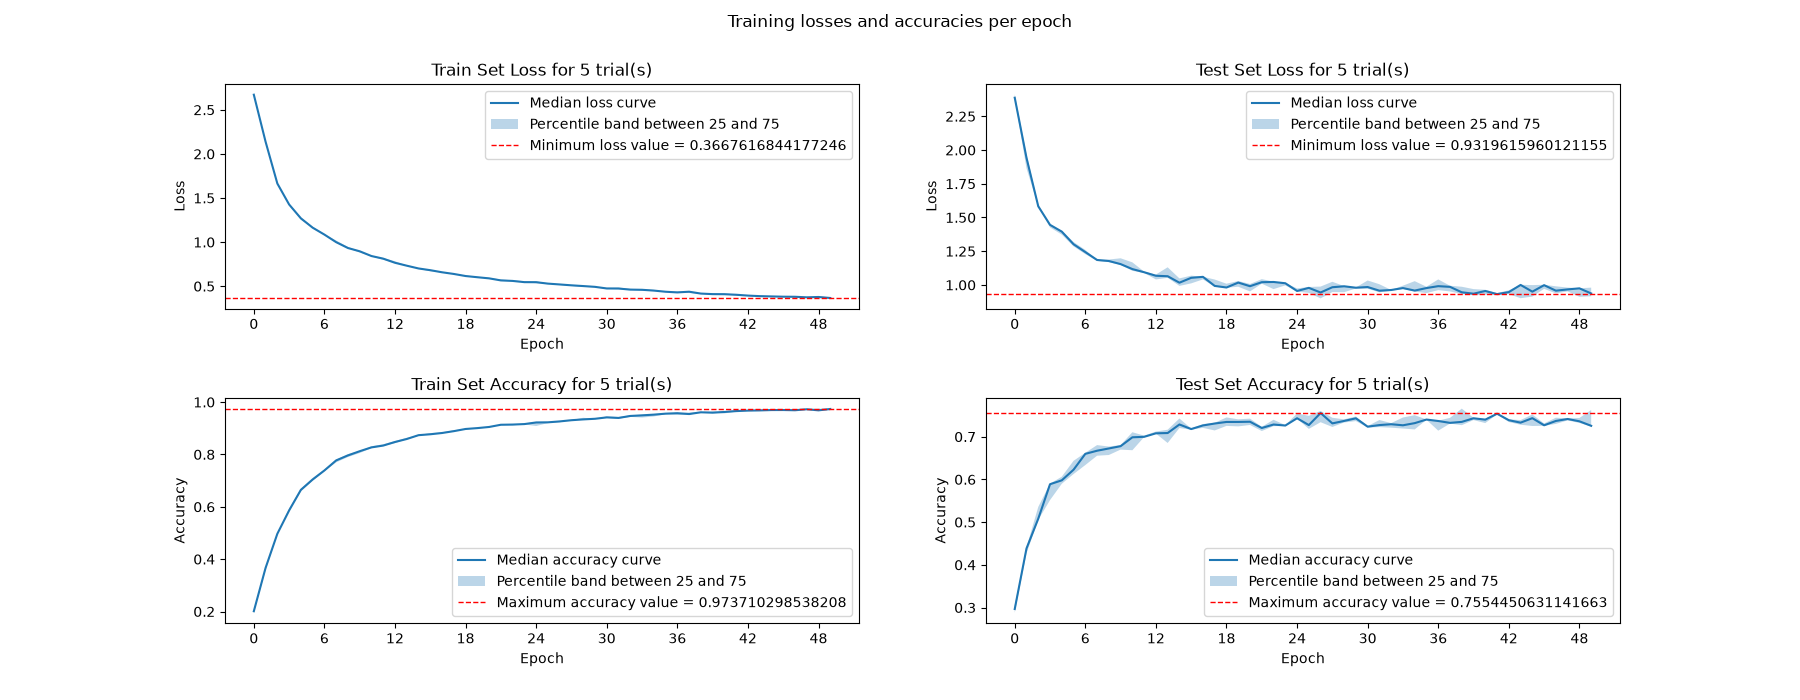 Training losses and accuracies per epoch
Train Set Loss for 5 trial(s)
Loss
2.5
2.0
1.5
1.0
0.5
Median loss curve
Percentile band between 25 and 75
Minimum loss value = 0.3667616844177246
0 6 12 18 24 30 36 42 48
Epoch
Test Set Loss for 5 trial(s)
Loss
2.25
2.00
1.75
1.50
1.25
1.00
Median loss curve
Percentile band between 25 and 75
Minimum loss value = 0.9319615960121155
0 6 12 18 24 30 36 42 48
Epoch
Train Set Accuracy for 5 trial(s)
Accuracy
1.0
0.8
0.6
0.4
0.2
Median accuracy curve
Percentile band between 25 and 75
Maximum accuracy value = 0.973710298538208
0 6 12 18 24 30 36 42 48
Epoch
Test Set Accuracy for 5 trial(s)
Accuracy
0.7
0.6
0.5
0.4
0.3
Median accuracy curve
Percentile band between 25 and 75
Maximum accuracy value = 0.7554450631141663
0 6 12 18 24 30 36 42 48
Epoch